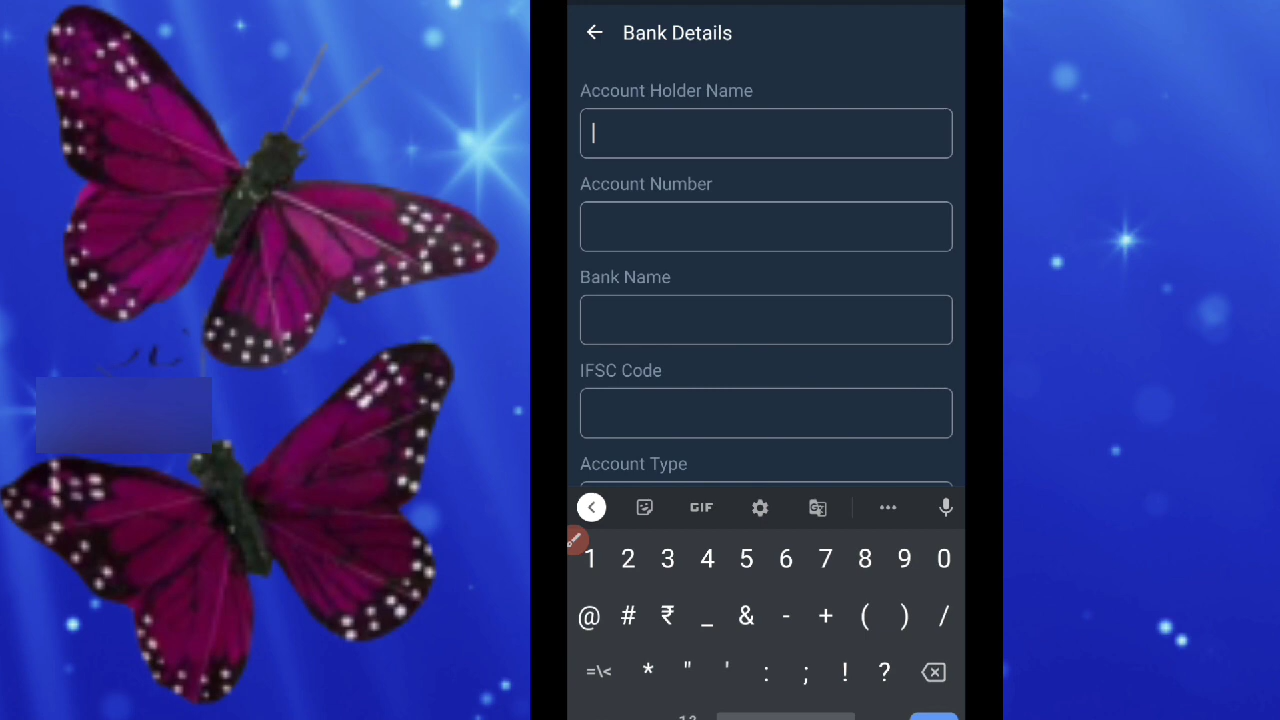 Bank Details
Account Holder Name
Account Number
Bank Name
IFSC Code
Account Type
GIF
1 2 3 4 5 6 7 8 9 0
@ # ₹ _ & - + ( ) /
=\< * " ' : ; ! ?